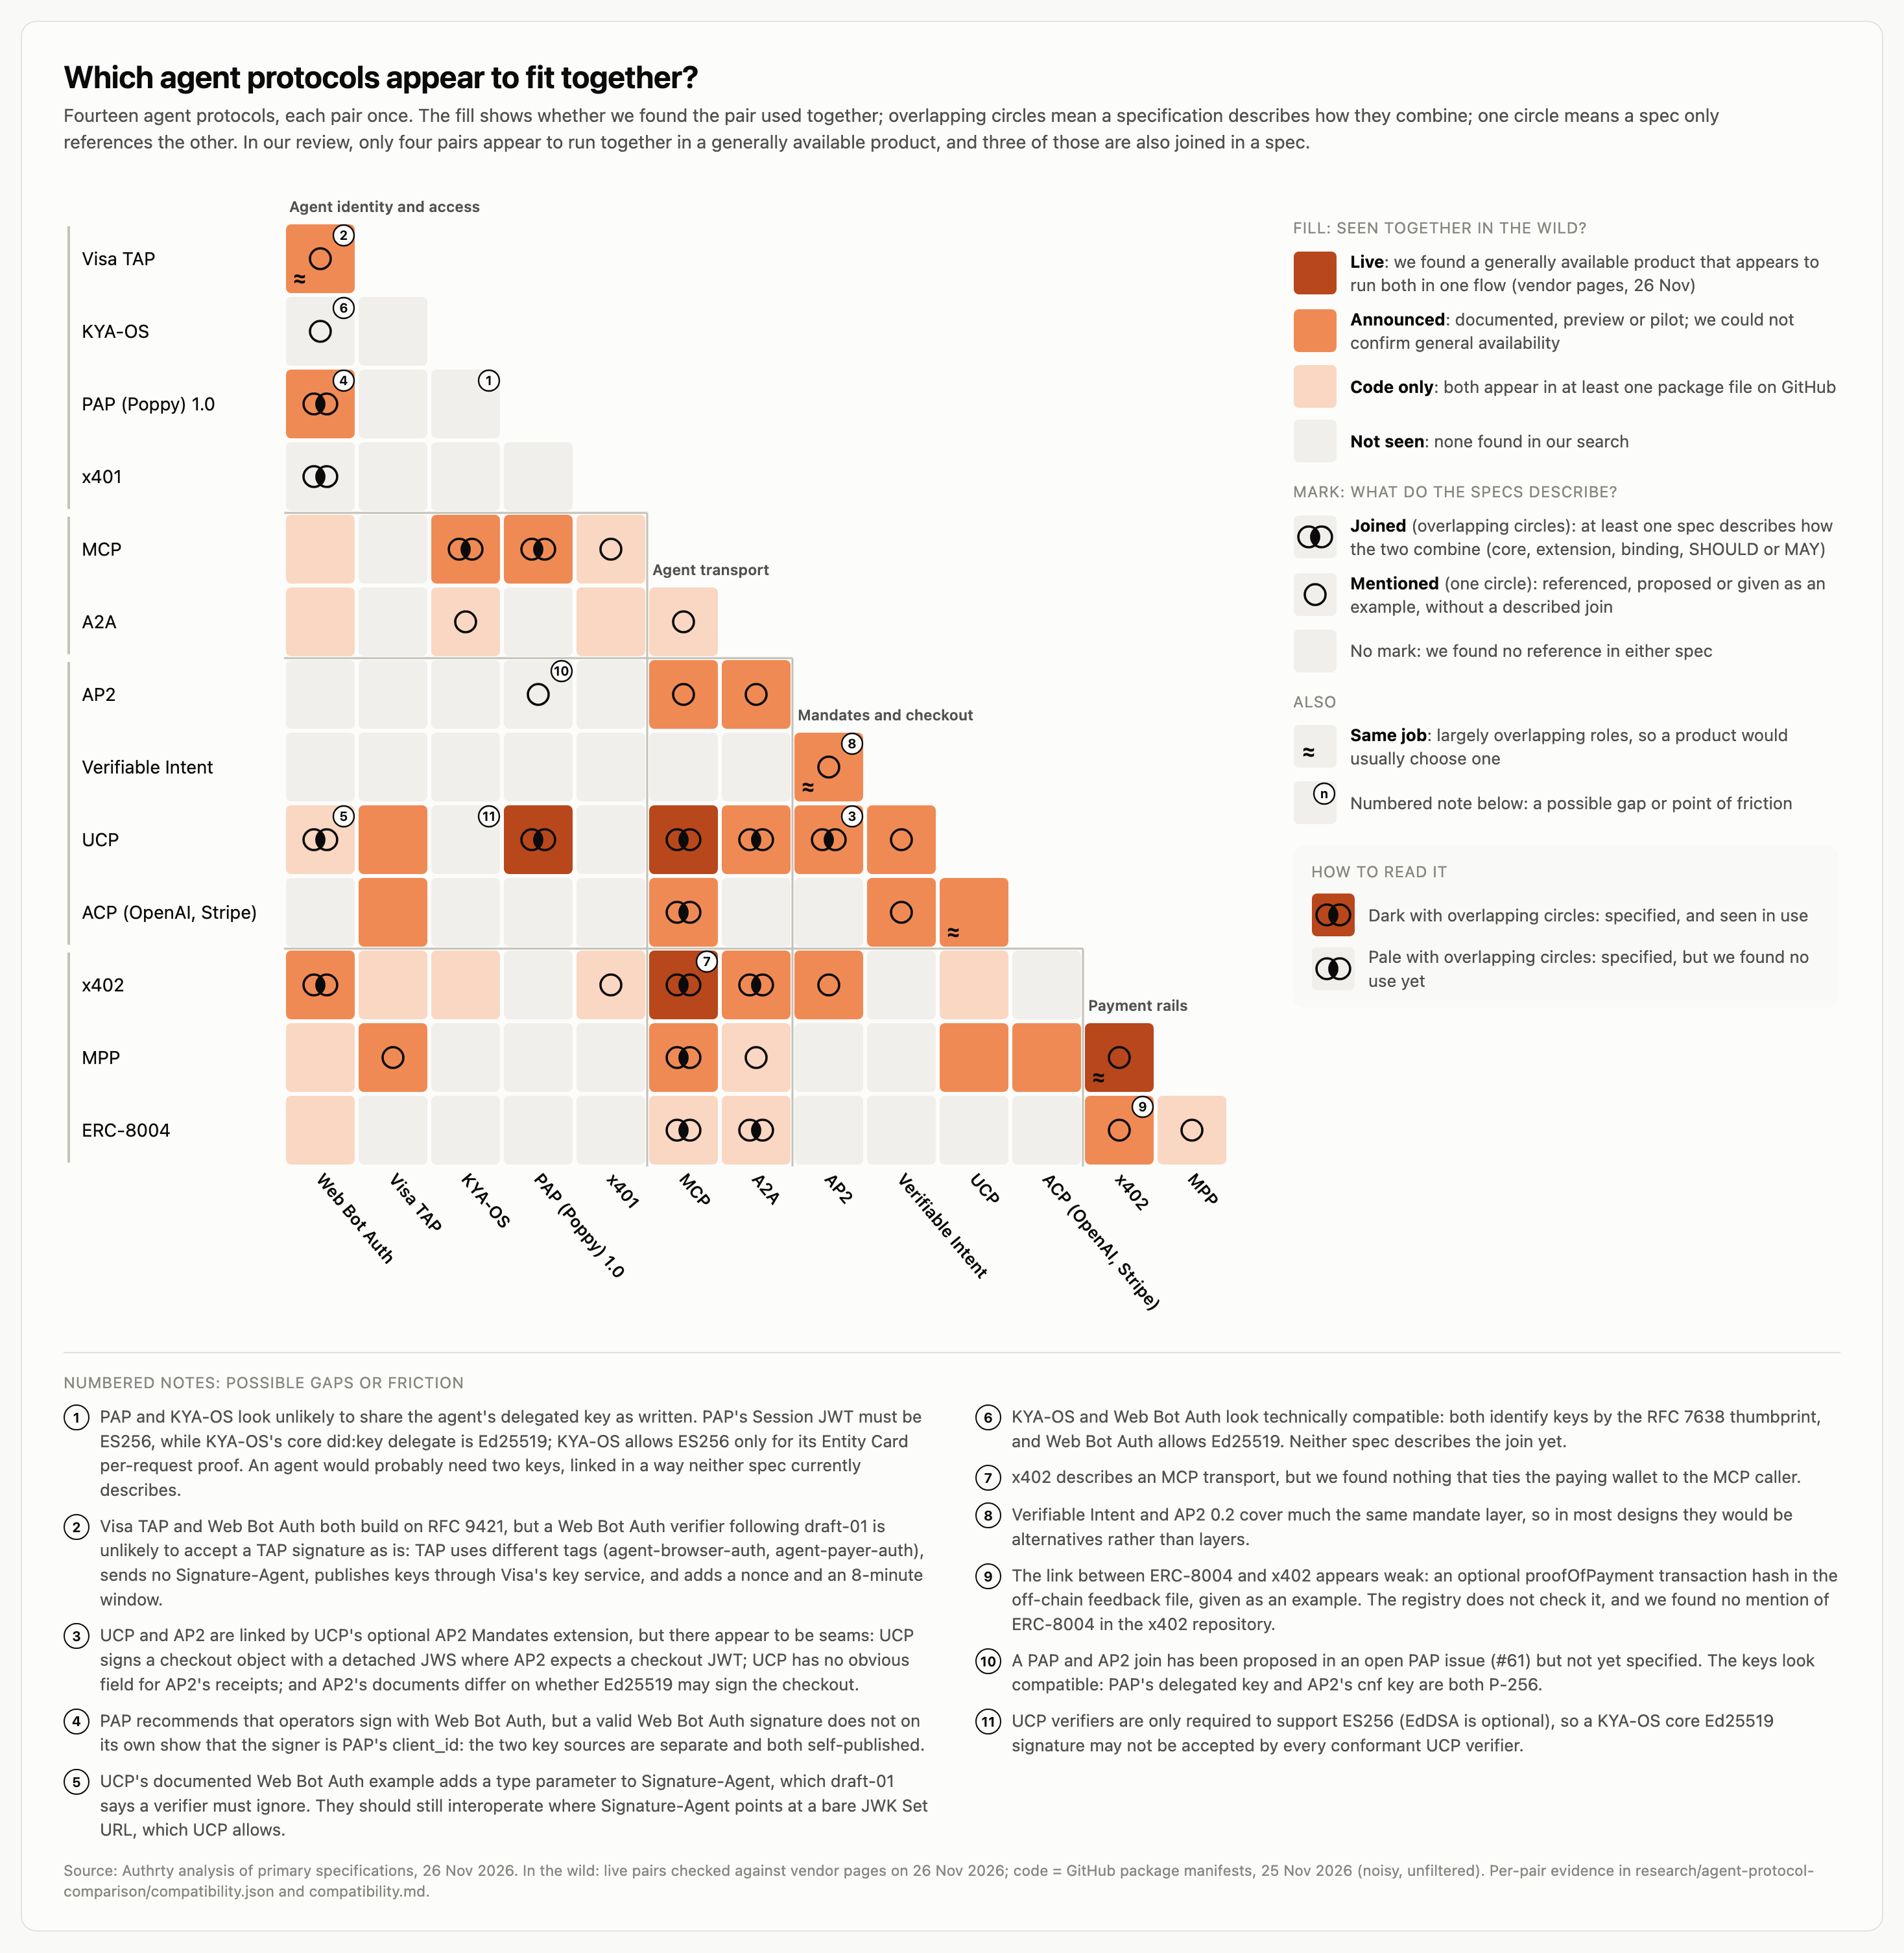 Which agent protocols appear to fit together?
Fourteen agent protocols, each pair once. The fill shows whether we found the pair used together; overlapping circles mean a specification describes how they combine; one circle means a spec only
references the other. In our review, only four pairs appear to run together in a generally available product, and three of those are also joined in a spec.
Agent identity and access
Visa TAP
2
≈
KYA-OS
6
PAP (Poppy) 1.0
4
1
x401
MCP
Agent transport
A2A
AP2
10
Mandates and checkout
Verifiable Intent
8
≈
UCP
5
11
3
ACP (OpenAI, Stripe)
≈
x402
7
Payment rails
MPP
≈
ERC-8004
9
Web Bot Auth
Visa TAP
KYA-OS
PAP (Poppy) 1.0
x401
MCP
A2A
AP2
Verifiable Intent
UCP
ACP (OpenAI, Stripe)
x402
MPP
FILL: SEEN TOGETHER IN THE WILD?
Live: we found a generally available product that appears to
run both in one flow (vendor pages, 26 Nov)
Announced: documented, preview or pilot; we could not
confirm general availability
Code only: both appear in at least one package file on GitHub
Not seen: none found in our search
MARK: WHAT DO THE SPECS DESCRIBE?
Joined (overlapping circles): at least one spec describes how
the two combine (core, extension, binding, SHOULD or MAY)
Mentioned (one circle): referenced, proposed or given as an
example, without a described join
No mark: we found no reference in either spec
ALSO
≈
Same job: largely overlapping roles, so a product would
usually choose one
n
Numbered note below: a possible gap or point of friction
HOW TO READ IT
Dark with overlapping circles: specified, and seen in use
Pale with overlapping circles: specified, but we found no
use yet
NUMBERED NOTES: POSSIBLE GAPS OR FRICTION
1 PAP and KYA-OS look unlikely to share the agent's delegated key as written. PAP's Session JWT must be
ES256, while KYA-OS's core did:key delegate is Ed25519; KYA-OS allows ES256 only for its Entity Card
per-request proof. An agent would probably need two keys, linked in a way neither spec currently
describes.
2 Visa TAP and Web Bot Auth both build on RFC 9421, but a Web Bot Auth verifier following draft-01 is
unlikely to accept a TAP signature as is: TAP uses different tags (agent-browser-auth, agent-payer-auth),
sends no Signature-Agent, publishes keys through Visa's key service, and adds a nonce and an 8-minute
window.
3 UCP and AP2 are linked by UCP's optional AP2 Mandates extension, but there appear to be seams: UCP
signs a checkout object with a detached JWS where AP2 expects a checkout JWT; UCP has no obvious
field for AP2's receipts; and AP2's documents differ on whether Ed25519 may sign the checkout.
4 PAP recommends that operators sign with Web Bot Auth, but a valid Web Bot Auth signature does not on
its own show that the signer is PAP's client_id: the two key sources are separate and both self-published.
5 UCP's documented Web Bot Auth example adds a type parameter to Signature-Agent, which draft-01
says a verifier must ignore. They should still interoperate where Signature-Agent points at a bare JWK Set
URL, which UCP allows.
6 KYA-OS and Web Bot Auth look technically compatible: both identify keys by the RFC 7638 thumbprint,
and Web Bot Auth allows Ed25519. Neither spec describes the join yet.
7 x402 describes an MCP transport, but we found nothing that ties the paying wallet to the MCP caller.
8 Verifiable Intent and AP2 0.2 cover much the same mandate layer, so in most designs they would be
alternatives rather than layers.
9 The link between ERC-8004 and x402 appears weak: an optional proofOfPayment transaction hash in the
off-chain feedback file, given as an example. The registry does not check it, and we found no mention of
ERC-8004 in the x402 repository.
10 A PAP and AP2 join has been proposed in an open PAP issue (#61) but not yet specified. The keys look
compatible: PAP's delegated key and AP2's cnf key are both P-256.
11 UCP verifiers are only required to support ES256 (EdDSA is optional), so a KYA-OS core Ed25519
signature may not be accepted by every conformant UCP verifier.
Source: Authrty analysis of primary specifications, 26 Nov 2026. In the wild: live pairs checked against vendor pages on 26 Nov 2026; code = GitHub package manifests, 25 Nov 2026 (noisy, unfiltered). Per-pair evidence in research/agent-protocol-
comparison/compatibility.json and compatibility.md.